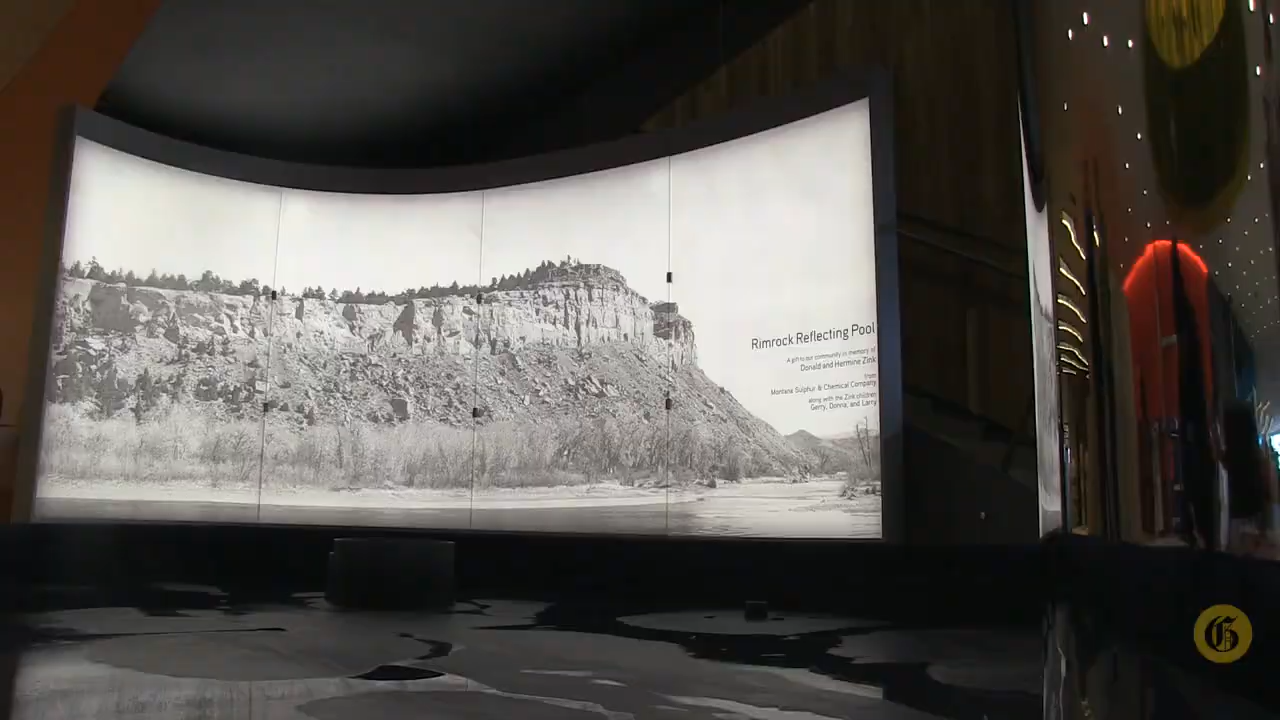 Rimrock Reflecting Pool
A gift to our community in memory of
Donald and Hermine Zink
from
Montana Sulphur & Chemical Company
along with the Zink children
Gerry, Donna, and Larry
G